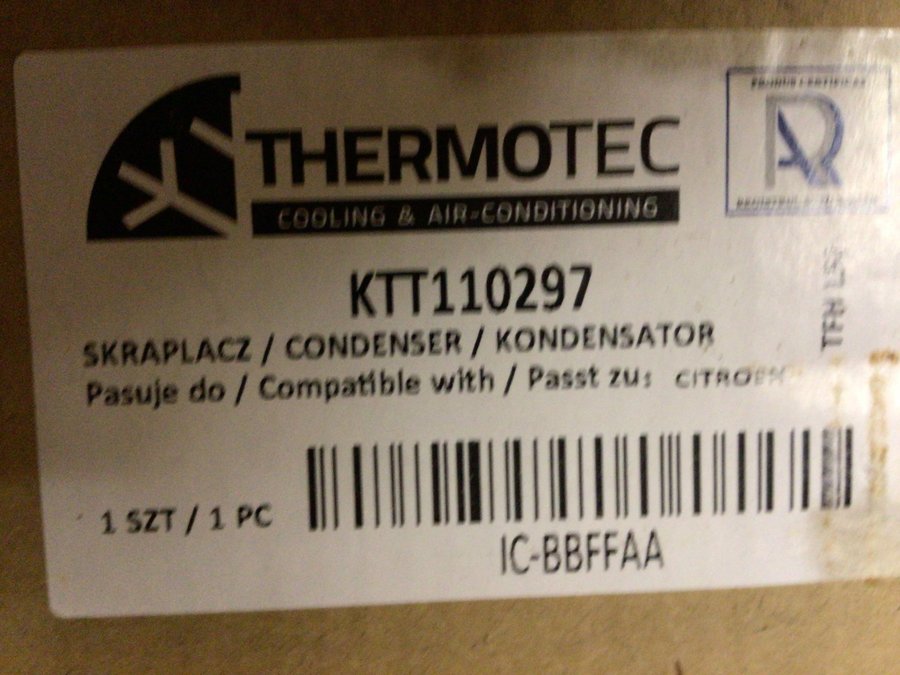 THERMOTEC
COOLING & AIR-CONDITIONING
KTT110297
SKRAPLACZ / CONDENSER / KONDENSATOR
Pasuje do / Compatible with / Passt zu: CITROEN
1 SZT / 1 PC
IC-BBFFAA